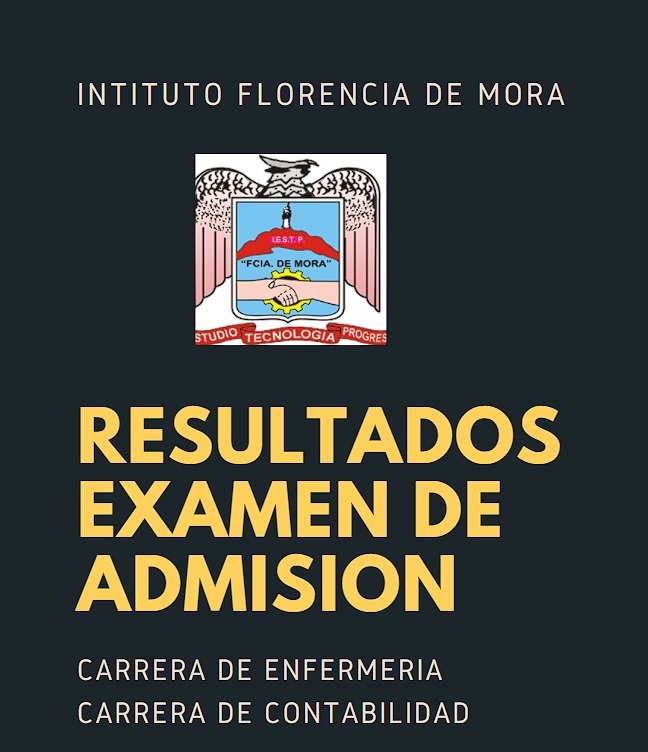 INTITUTO FLORENCIA DE MORA
I.E.S.T. P.
"FCIA. DE MORA"
STUDIO TECNOLOGIA PROGRES
RESULTADOS
EXAMEN DE
ADMISION
CARRERA DE ENFERMERIA
CARRERA DE CONTABILIDAD